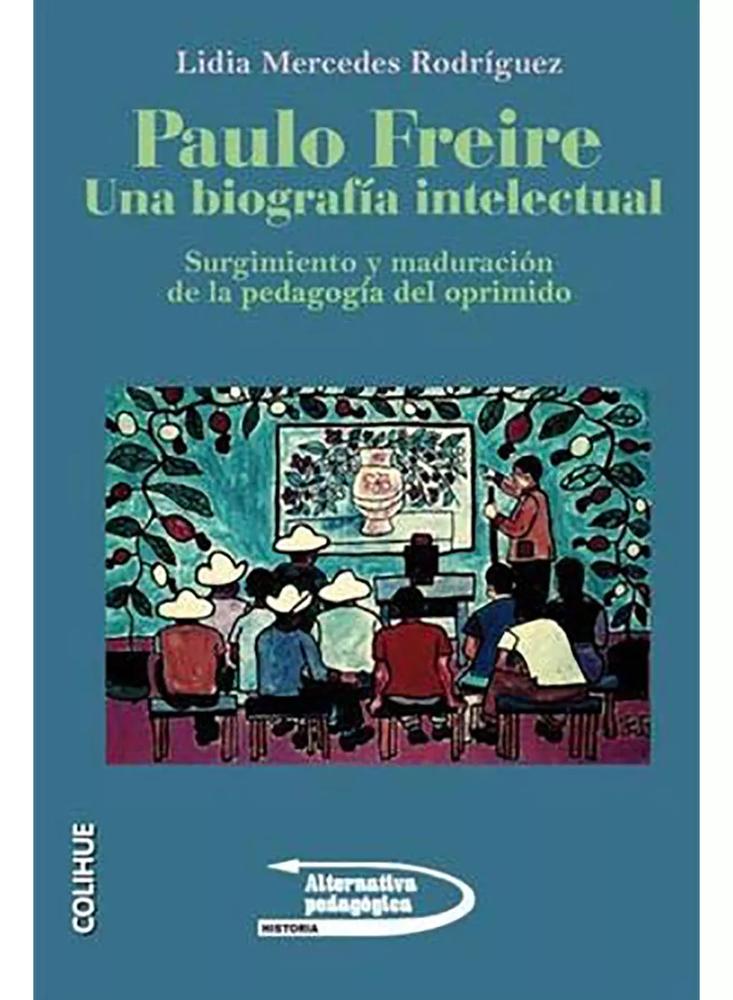 Lidia Mercedes Rodríguez
Paulo Freire
Una biografía intelectual
Surgimiento y maduración
de la pedagogía del oprimido
COLIHUE
Alternativa
pedagógica
HISTORIA